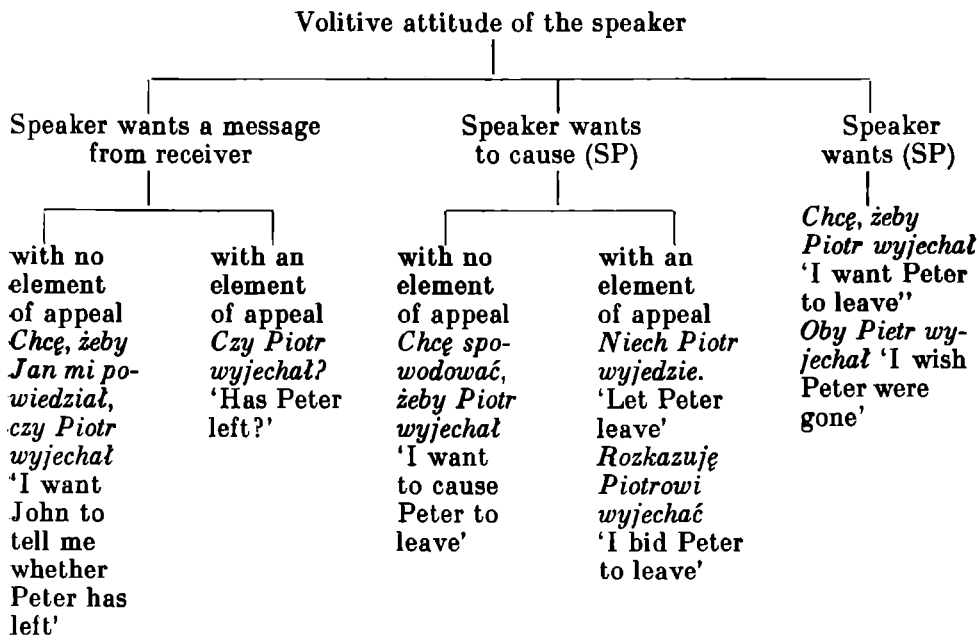 Volitive attitude of the speaker
Speaker wants a message
from receiver
with no
element
of appeal
Chcę, żeby
Jan mi po-
wiedział,
czy Piotr
wyjechał
‘I want
John to
tell me
whether
Peter has
left’
with an
element
of appeal
Czy Piotr
wyjechał?
‘Has Peter
left?’
Speaker wants
to cause (SP)
with no
element
of appeal
Chcę spo-
wodować,
żeby Piotr
wyjechał
‘I want
to cause
Peter to
leave’
with an
element
of appeal
Niech Piotr
wyjedzie.
‘Let Peter
leave’
Rozkazuję
Piotrowi
wyjechać
‘I bid Peter
to leave’
Speaker
wants (SP)
Chcę, żeby
Piotr wyjechał
‘I want Peter
to leave’’
Oby Pietr wy-
jechał ‘I wish
Peter were
gone’